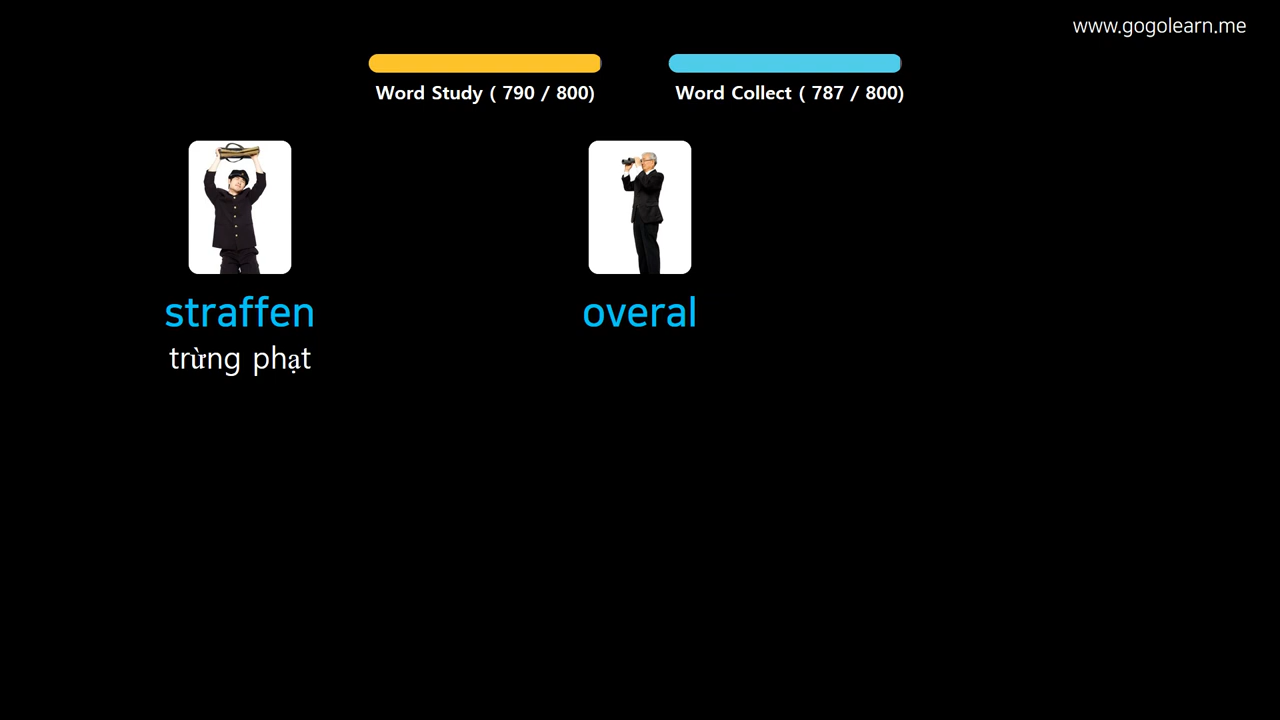 www.gogolearn.me
Word Study ( 790 / 800)
Word Collect ( 787 / 800)
straffen
trừng phạt
overal